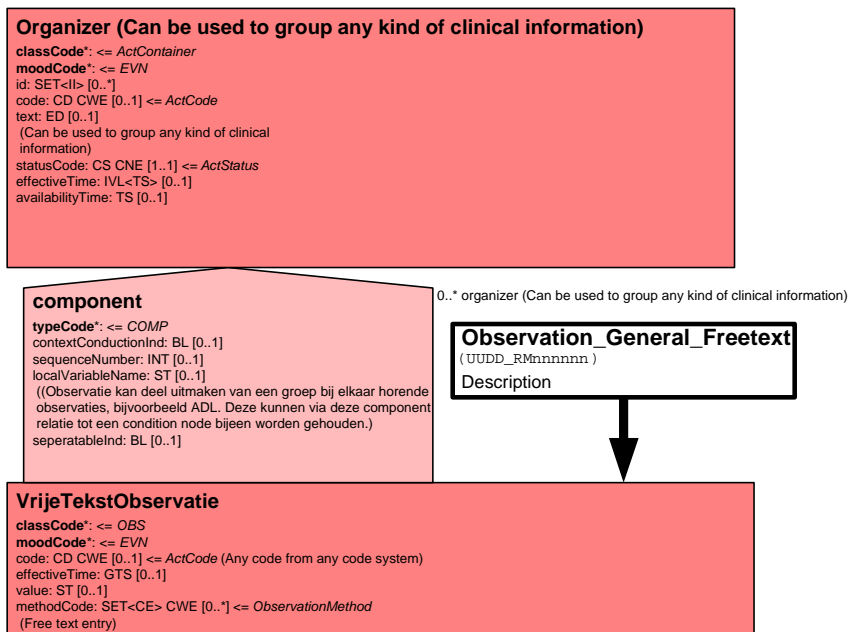 Organizer (Can be used to group any kind of clinical information)
classCode*: <= ActContainer
moodCode*: <= EVN
id: SET<II> [0..*]
code: CD CWE [0..1] <= ActCode
text: ED [0..1]
(Can be used to group any kind of clinical
information)
statusCode: CS CNE [1..1] <= ActStatus
effectiveTime: IVL<TS> [0..1]
availabilityTime: TS [0..1]
component
typeCode*: <= COMP
contextConductionInd: BL [0..1]
sequenceNumber: INT [0..1]
localVariableName: ST [0..1]
((Observatie kan deel uitmaken van een groep bij elkaar horende
observaties, bijvoorbeeld ADL. Deze kunnen via deze component
relatie tot een condition node bijeen worden gehouden.)
seperatableInd: BL [0..1]
0..* organizer (Can be used to group any kind of clinical information)
Observation_General_Freetext
(UUDD_RMnnnnnn)
Description
VrijeTekstObservatie
classCode*: <= OBS
moodCode*: <= EVN
code: CD CWE [0..1] <= ActCode (Any code from any code system)
effectiveTime: GTS [0..1]
value: ST [0..1]
methodCode: SET<CE> CWE [0..*] <= ObservationMethod
(Free text entry)